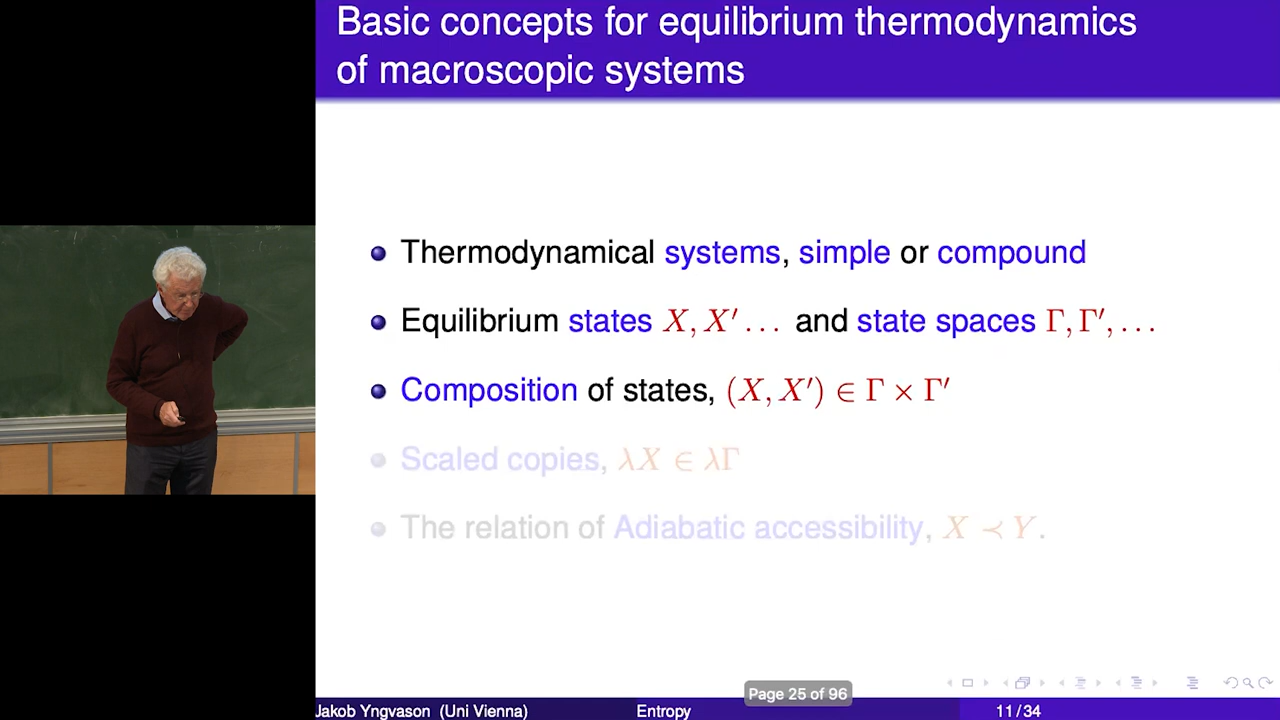 Basic concepts for equilibrium thermodynamics
of macroscopic systems
Thermodynamical systems, simple or compound
Equilibrium states X, X′ . . . and state spaces Γ, Γ′, . . .
Composition of states, (X, X′) ∈ Γ × Γ′
Scaled copies, λX ∈ λΓ
The relation of Adiabatic accessibility, X ≺ Y.
Page 25 of 96
Jakob Yngvason (Uni Vienna) Entropy 11/34